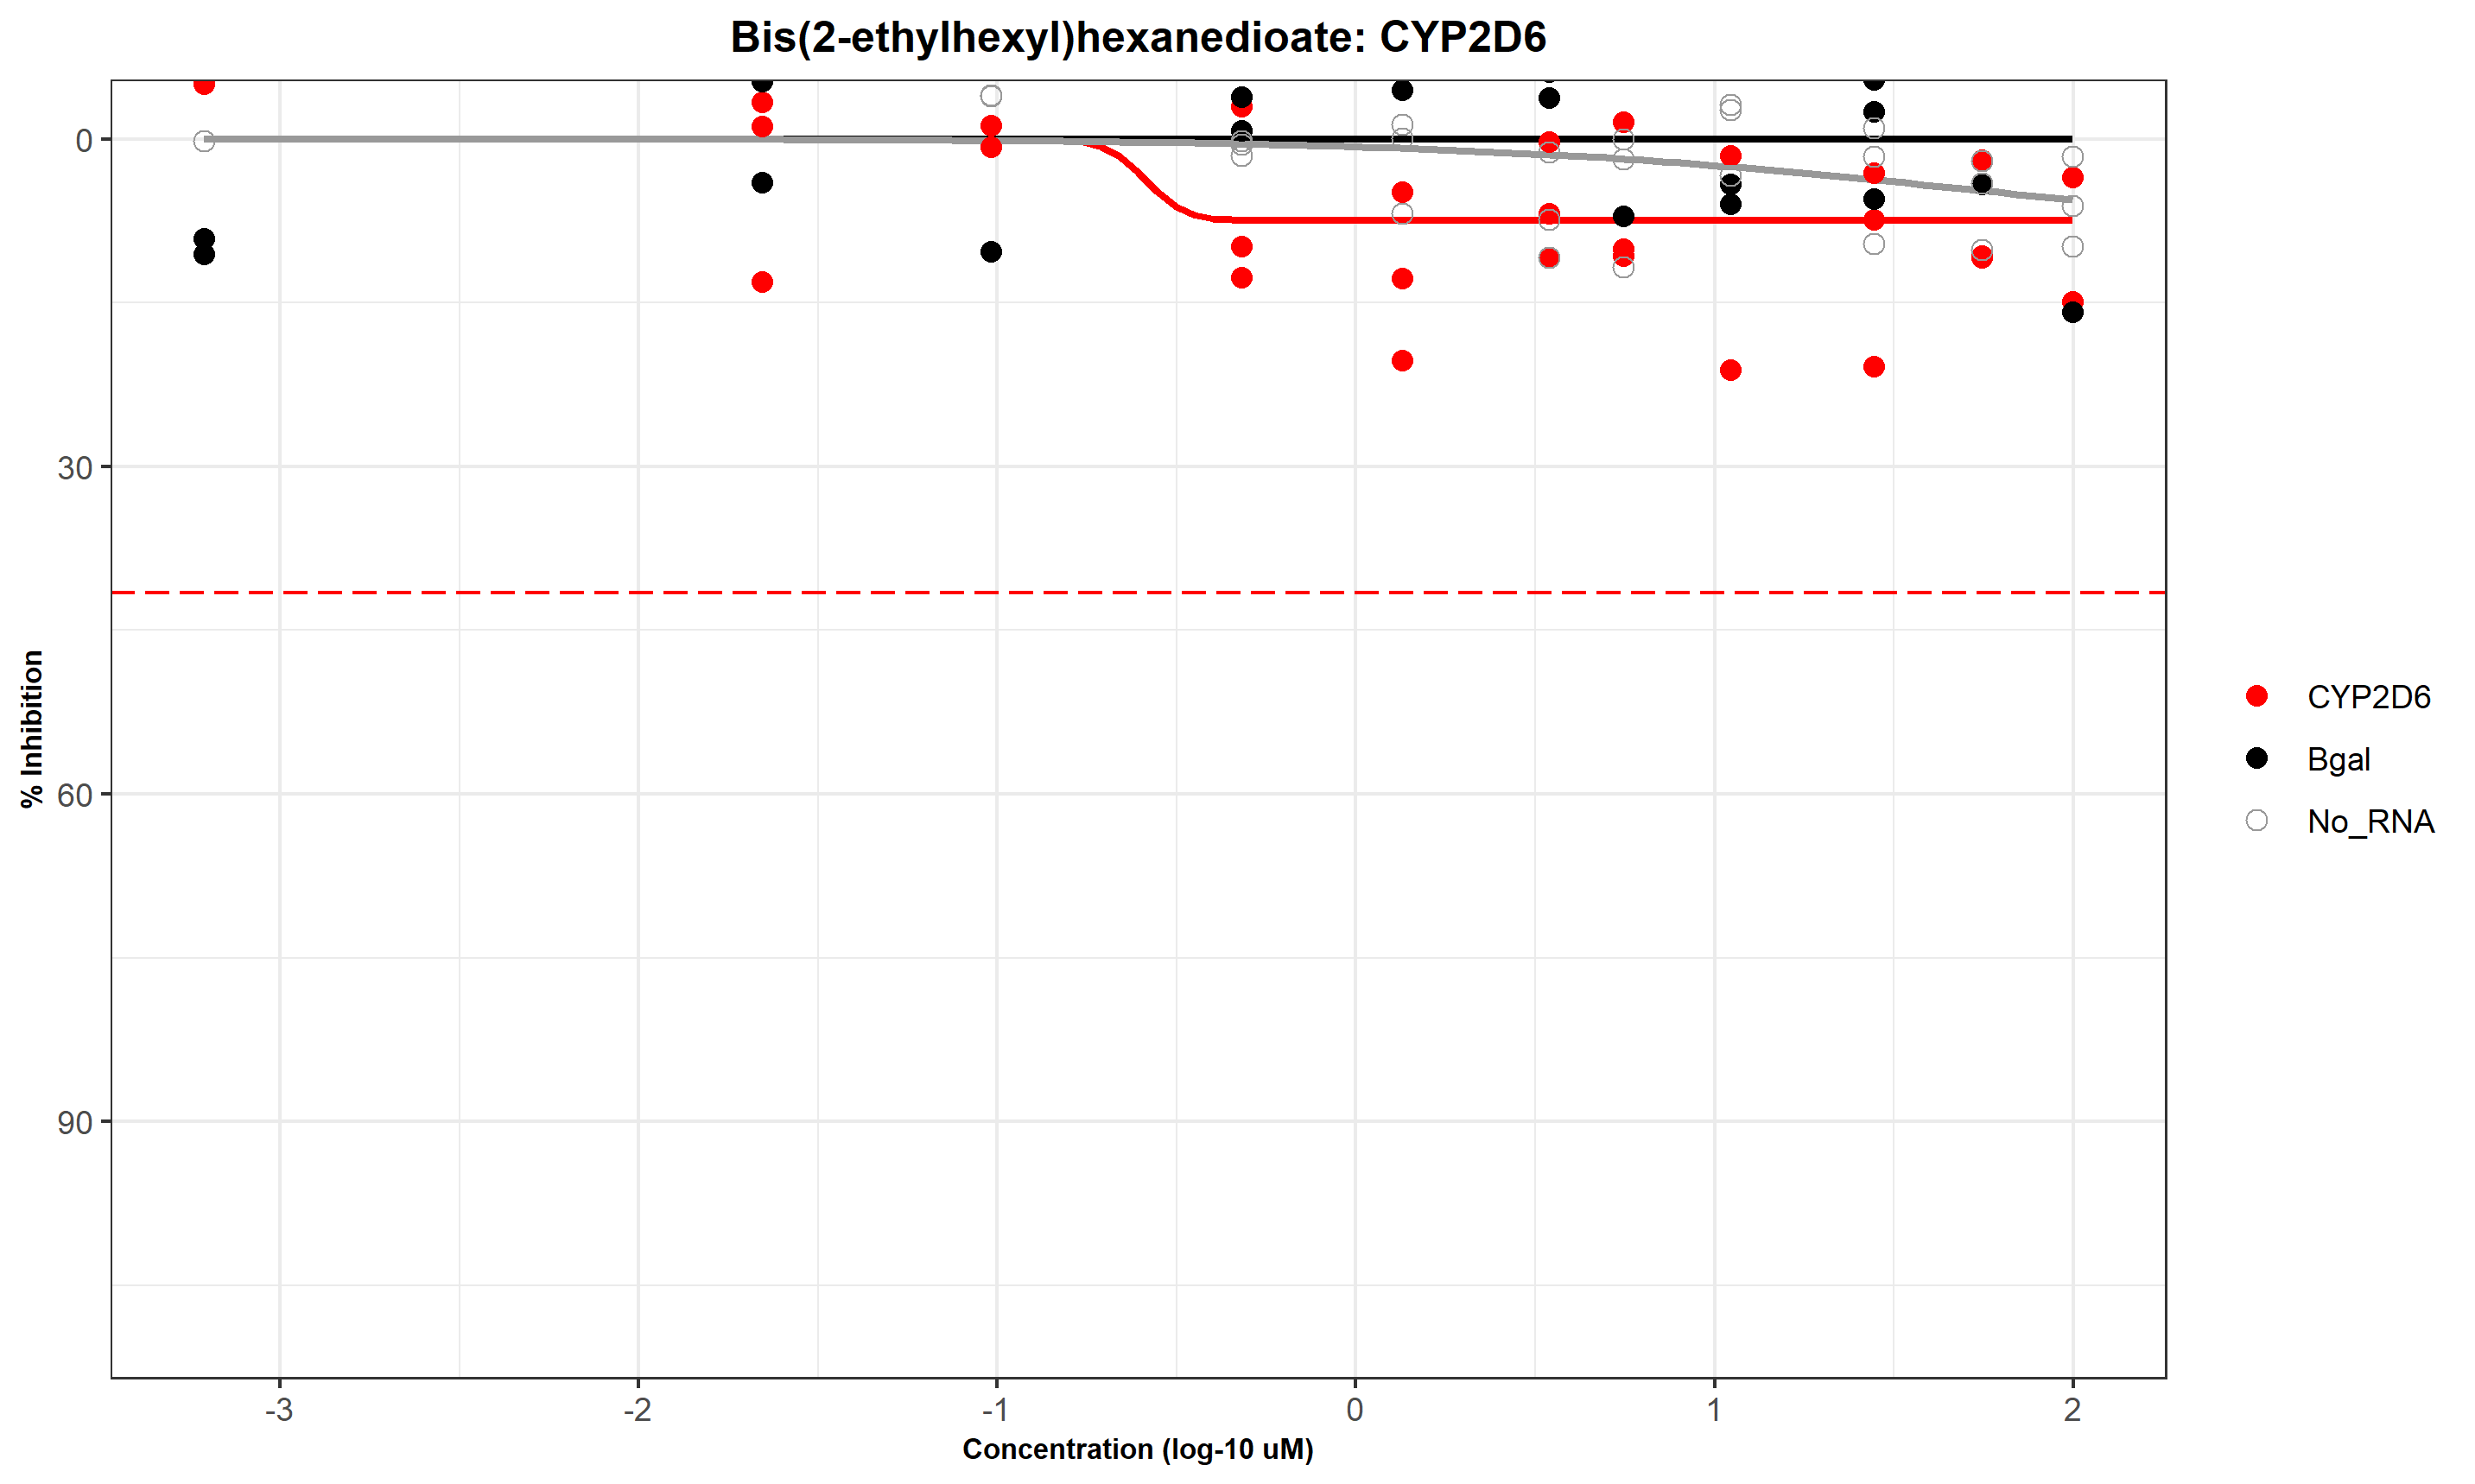 Bis(2-ethylhexyl)hexanedioate: CYP2D6
0
30
60
90
% Inhibition
-3
-2
-1
0
1
2
Concentration (log-10 uM)
CYP2D6
Bgal
No_RNA